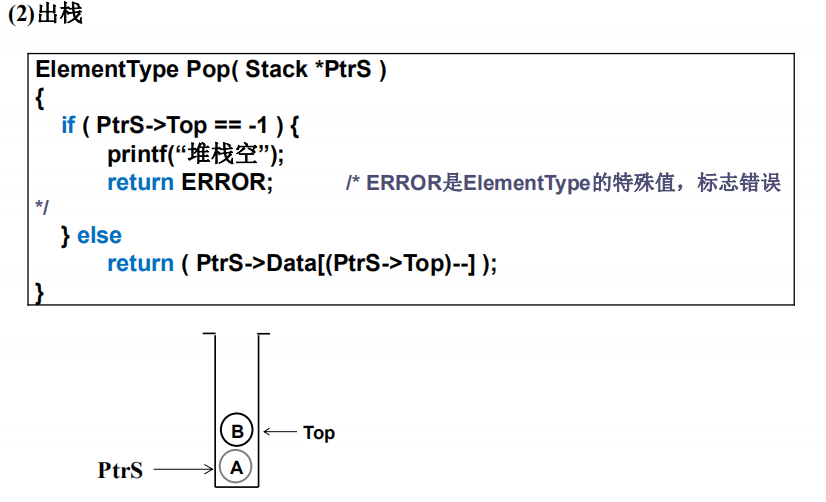 (2)出栈
ElementType Pop( Stack *PtrS )
{
if ( PtrS->Top == -1 ) {
printf(“堆栈空”);
return ERROR; /* ERROR是ElementType的特殊值，标志错误
*/
} else
return ( PtrS->Data[(PtrS->Top)--] );
}
B
Top
PtrS
A